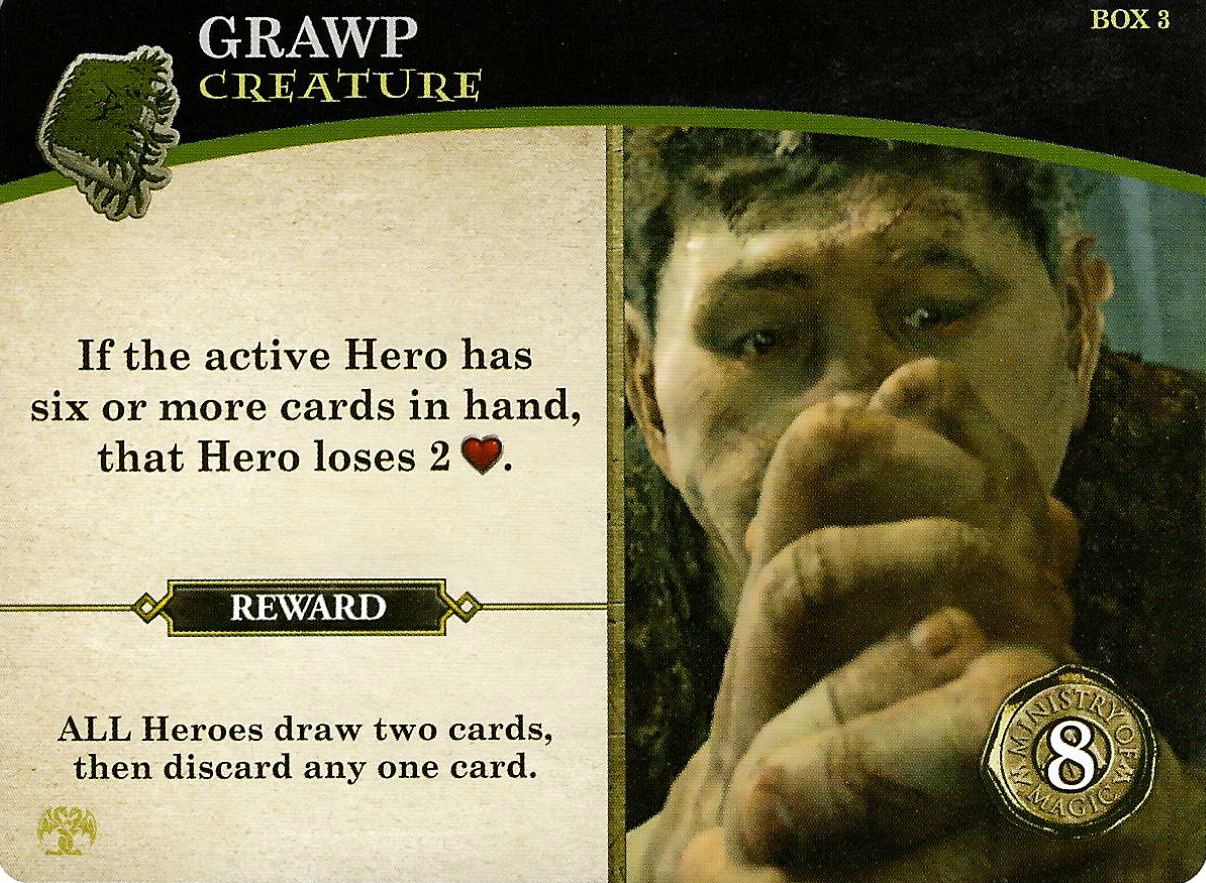 GRAWP
CREATURE
BOX 3
If the active Hero has
six or more cards in hand,
that Hero loses 2 ❤.
REWARD
ALL Heroes draw two cards,
then discard any one card.
MINISTRY OF
MAGIC
8